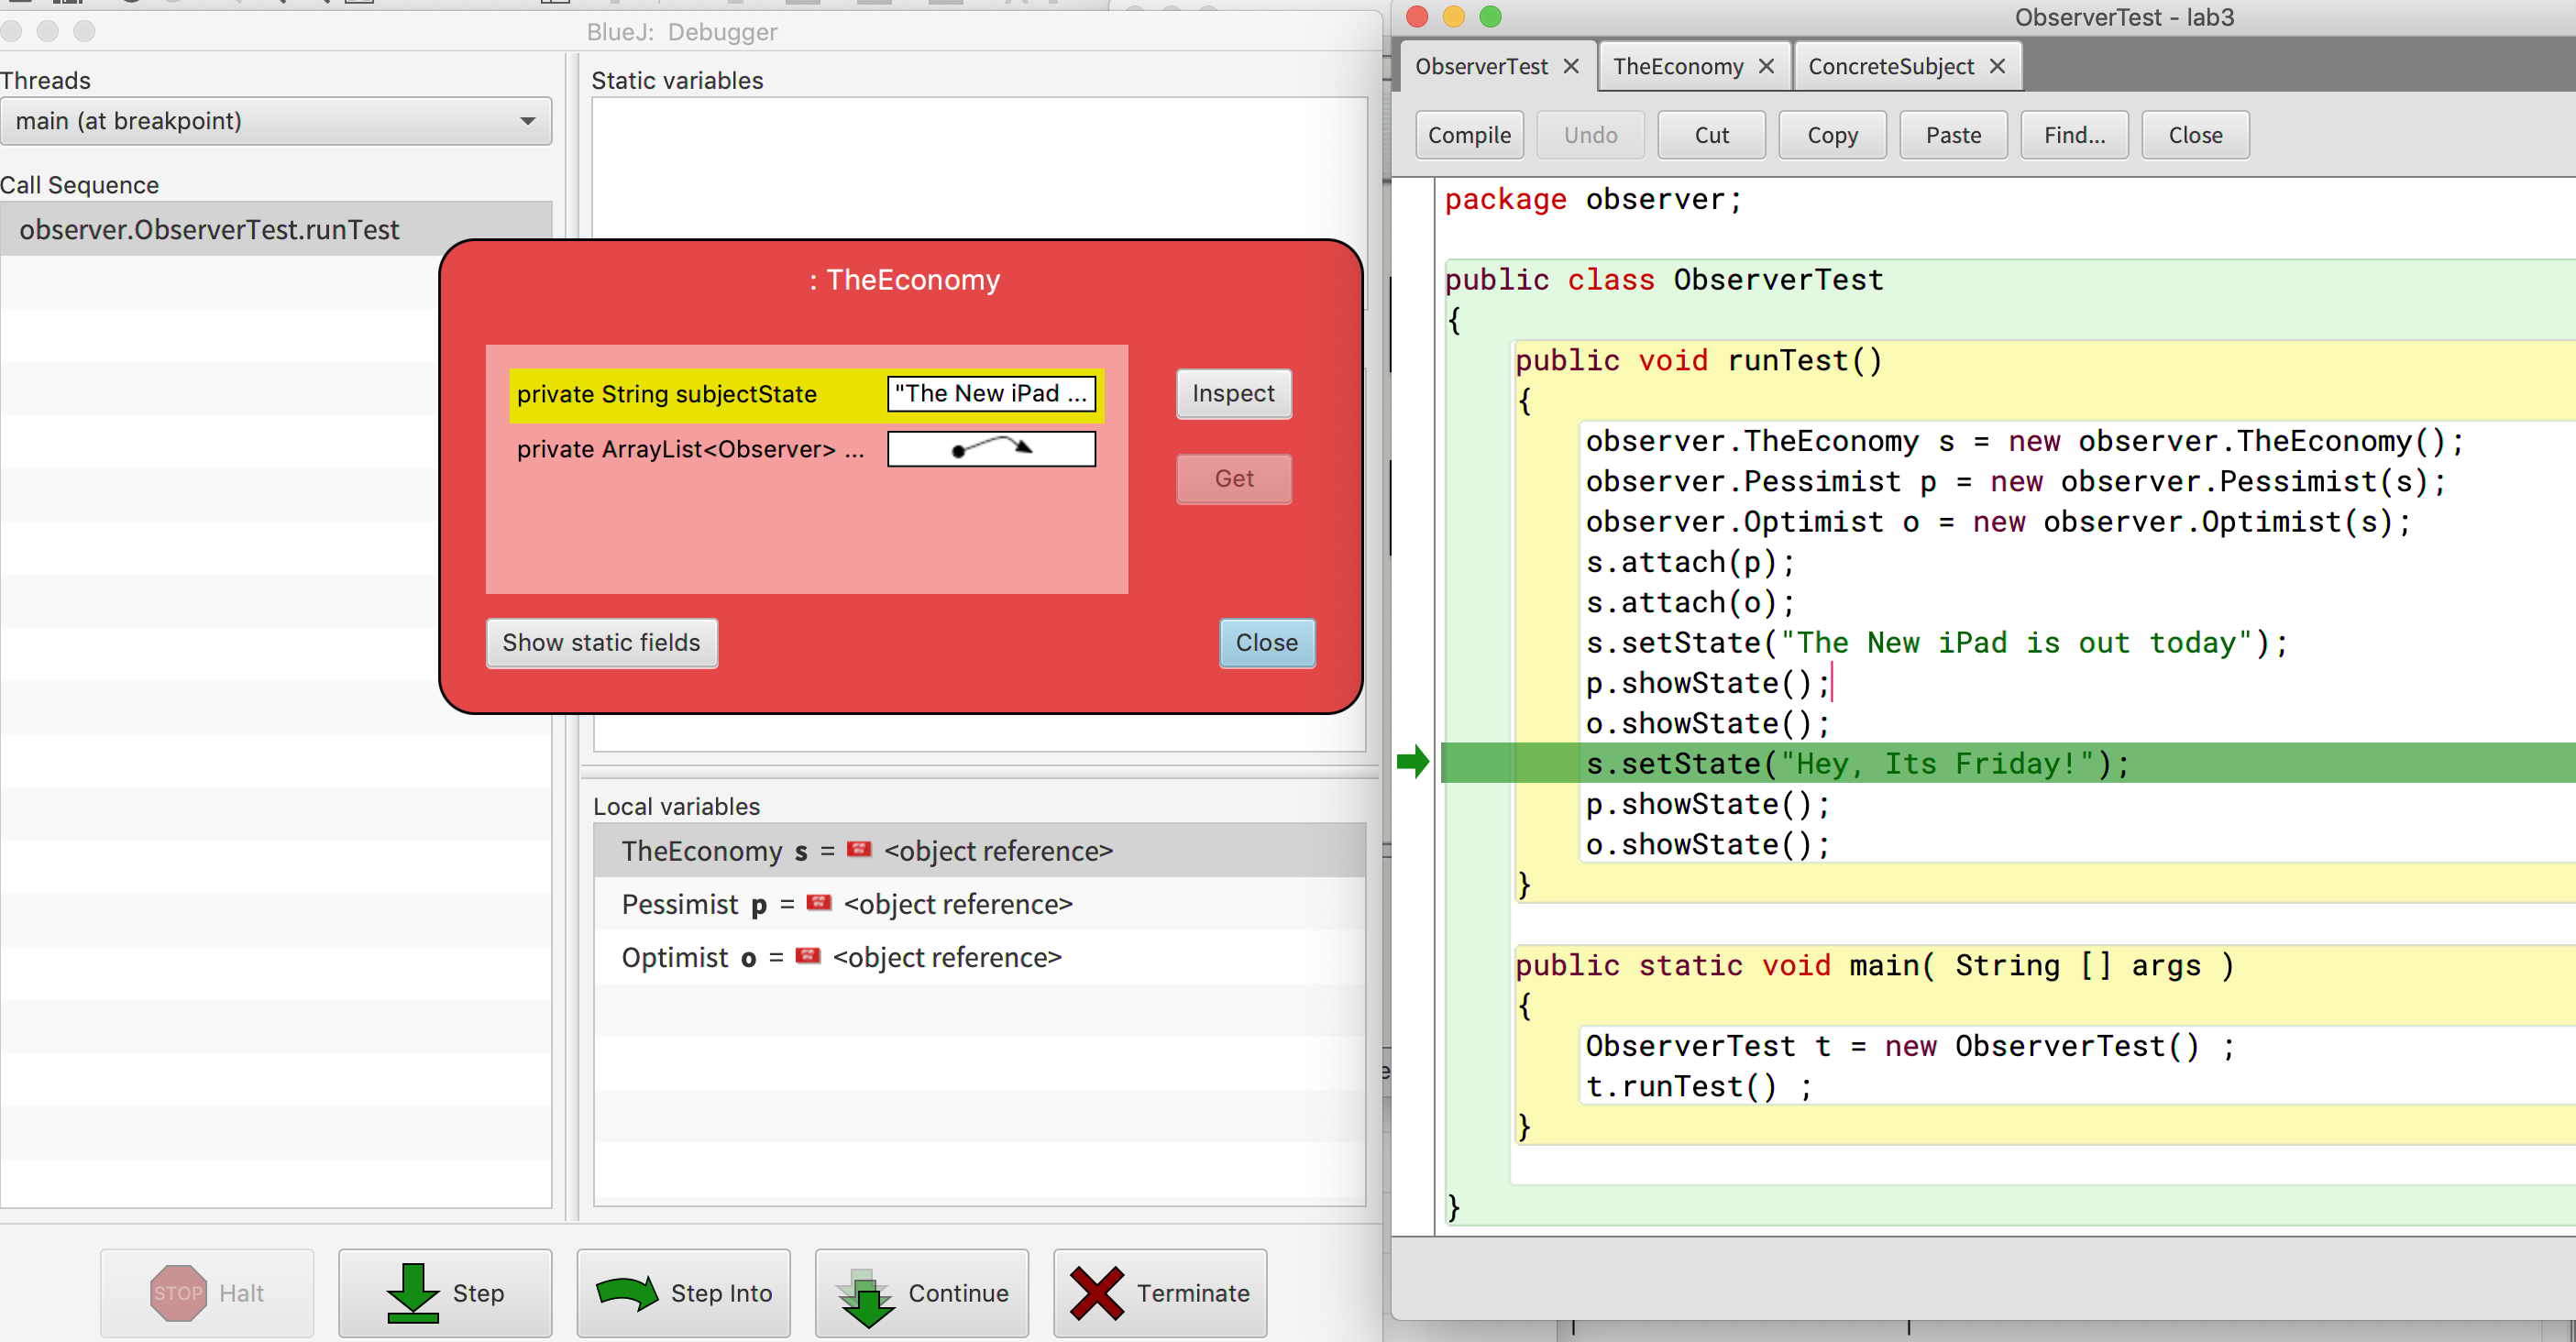 BlueJ: Debugger
Threads
main (at breakpoint)
Call Sequence
observer.ObserverTest.runTest
Static variables
: TheEconomy
private String subjectState "The New iPad ...
private ArrayList<Observer> ...
Inspect
Get
Show static fields
Close
Local variables
TheEconomy s = <object reference>
Pessimist p = <object reference>
Optimist o = <object reference>
STOP Halt
Step
Step Into
Continue
Terminate
ObserverTest - lab3
ObserverTest
TheEconomy
ConcreteSubject
Compile
Undo
Cut
Copy
Paste
Find...
Close
package observer;
public class ObserverTest
{
public void runTest()
{
observer.TheEconomy s = new observer.TheEconomy();
observer.Pessimist p = new observer.Pessimist(s);
observer.Optimist o = new observer.Optimist(s);
s.attach(p);
s.attach(o);
s.setState("The New iPad is out today");
p.showState();
o.showState();
s.setState("Hey, Its Friday!");
p.showState();
o.showState();
}
public static void main( String [] args )
{
ObserverTest t = new ObserverTest() ;
t.runTest() ;
}
}